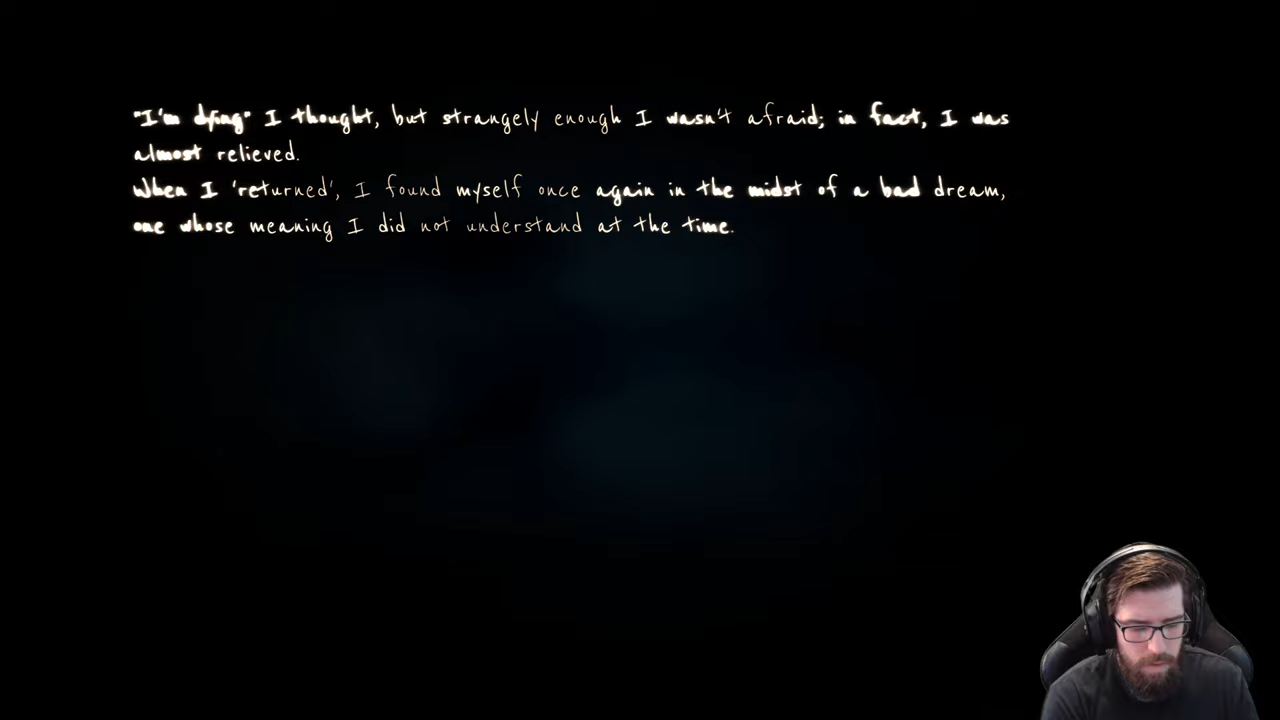 "I'm dying" I thought, but strangely enough I wasn't afraid; in fact, I was
almost relieved.
When I 'returned', I found myself once again in the midst of a bad dream,
one whose meaning I did not understand at the time.